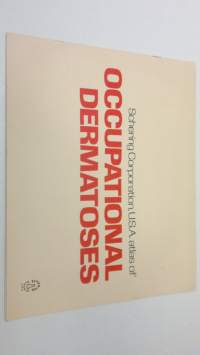 Schering Corporation, U.S.A. atlas of
OCCUPATIONAL
DERMATOSES